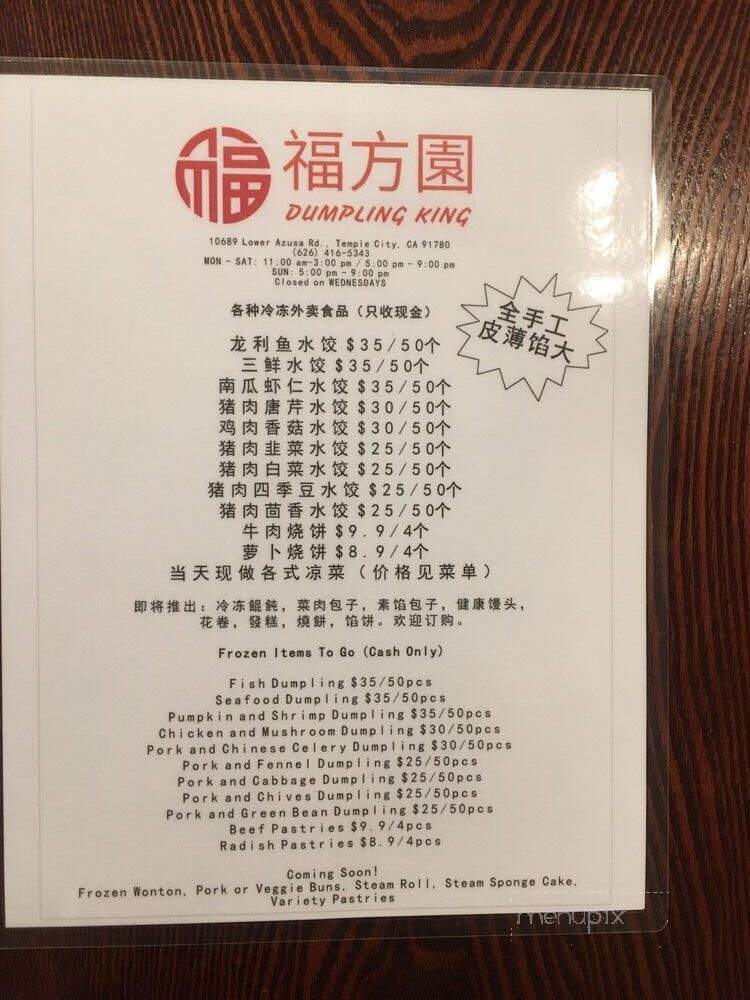 福 福方園
DUMPLING KING
10689 Lower Azusa Rd., Temple City, CA 91780
(626) 416-5343
MON - SAT: 11:00 am-3:00 pm / 5:00 pm - 9:00 pm
SUN: 5:00 pm - 9:00 pm
Closed on WEDNESDAYS
各种冷冻外卖食品（只收现金）
全手工
皮薄馅大
龙利鱼水饺 $35/50个
三鲜水饺 $35/50个
南瓜虾仁水饺 $35/50个
猪肉唐芹水饺 $30/50个
鸡肉香菇水饺 $30/50个
猪肉韭菜水饺 $25/50个
猪肉白菜水饺 $25/50个
猪肉四季豆水饺 $25/50个
猪肉茴香水饺 $25/50个
牛肉烧饼 $9.9/4个
萝卜烧饼 $8.9/4个
当天现做各式凉菜（价格见菜单）
即将推出：冷冻餛飩，菜肉包子，素馅包子，健康馒头，
花卷，發糕，燒餅，馅饼。欢迎订购。
Frozen Items To Go (Cash Only)
Fish Dumpling $35/50pcs
Seafood Dumpling $35/50pcs
Pumpkin and Shrimp Dumpling $35/50pcs
Chicken and Mushroom Dumpling $30/50pcs
Pork and Chinese Celery Dumpling $30/50pcs
Pork and Fennel Dumpling $25/50pcs
Pork and Cabbage Dumpling $25/50pcs
Pork and Chives Dumpling $25/50pcs
Pork and Green Bean Dumpling $25/50pcs
Beef Pastries $9.9/4pcs
Radish Pastries $8.9/4pcs
Coming Soon!
Frozen Wonton, Pork or Veggie Buns, Steam Roll, Steam Sponge Cake,
Variety Pastries
menupix